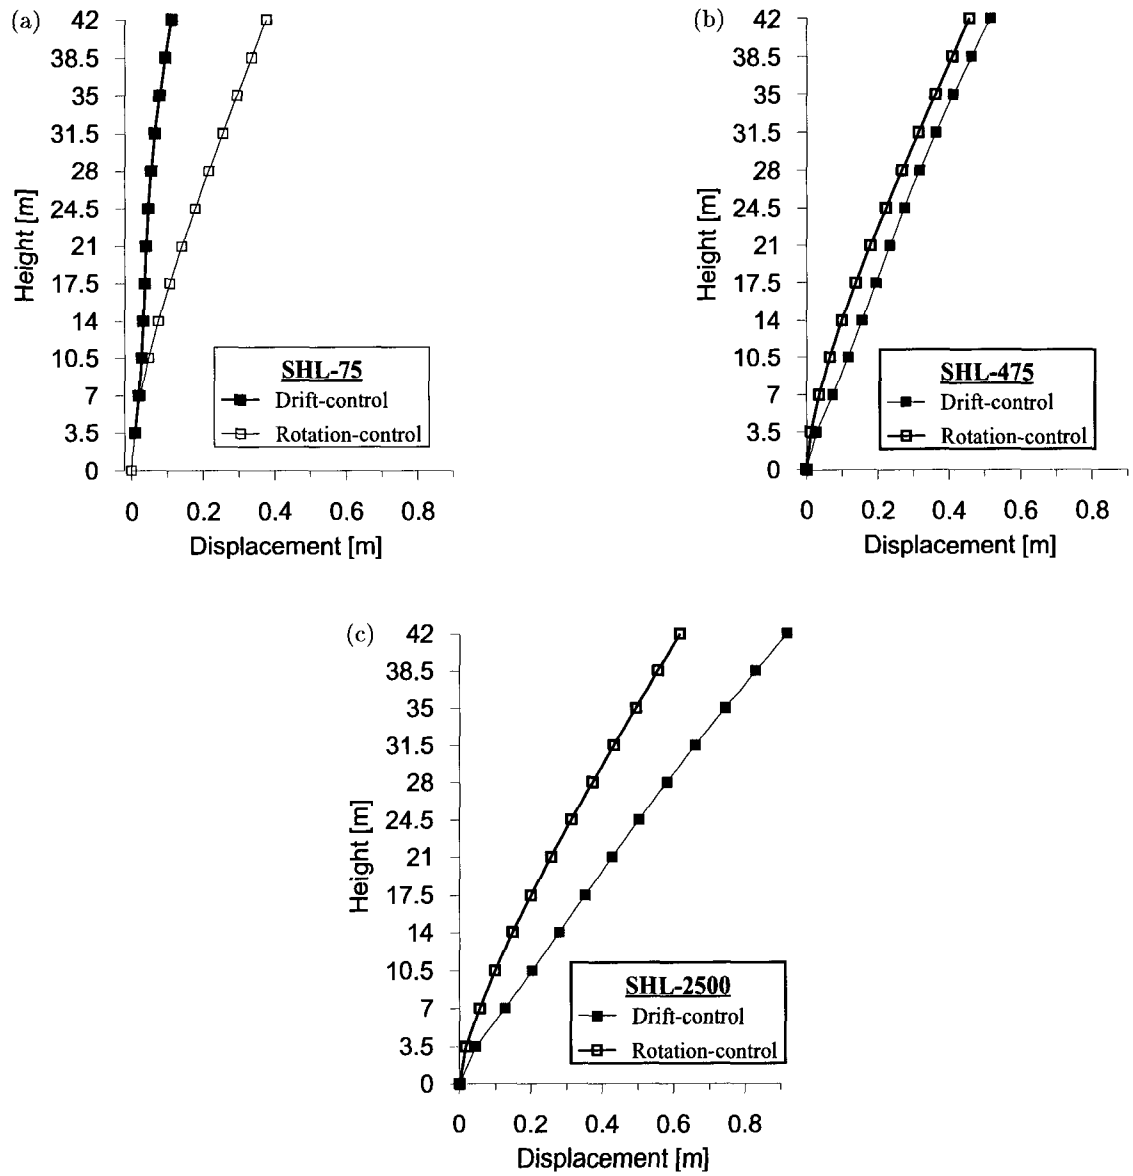 (a)
42
38.5
35
31.5
28
24.5
21
17.5
14
10.5
7
3.5
0
Height [m]
SHL-75
Drift-control
Rotation-control
0 0.2 0.4 0.6 0.8
Displacement [m]
(b)
42
38.5
35
31.5
28
24.5
21
17.5
14
10.5
7
3.5
0
Height [m]
SHL-475
Drift-control
Rotation-control
0 0.2 0.4 0.6 0.8
Displacement [m]
(c)
42
38.5
35
31.5
28
24.5
21
17.5
14
10.5
7
3.5
0
Height [m]
SHL-2500
Drift-control
Rotation-control
0 0.2 0.4 0.6 0.8
Displacement [m]